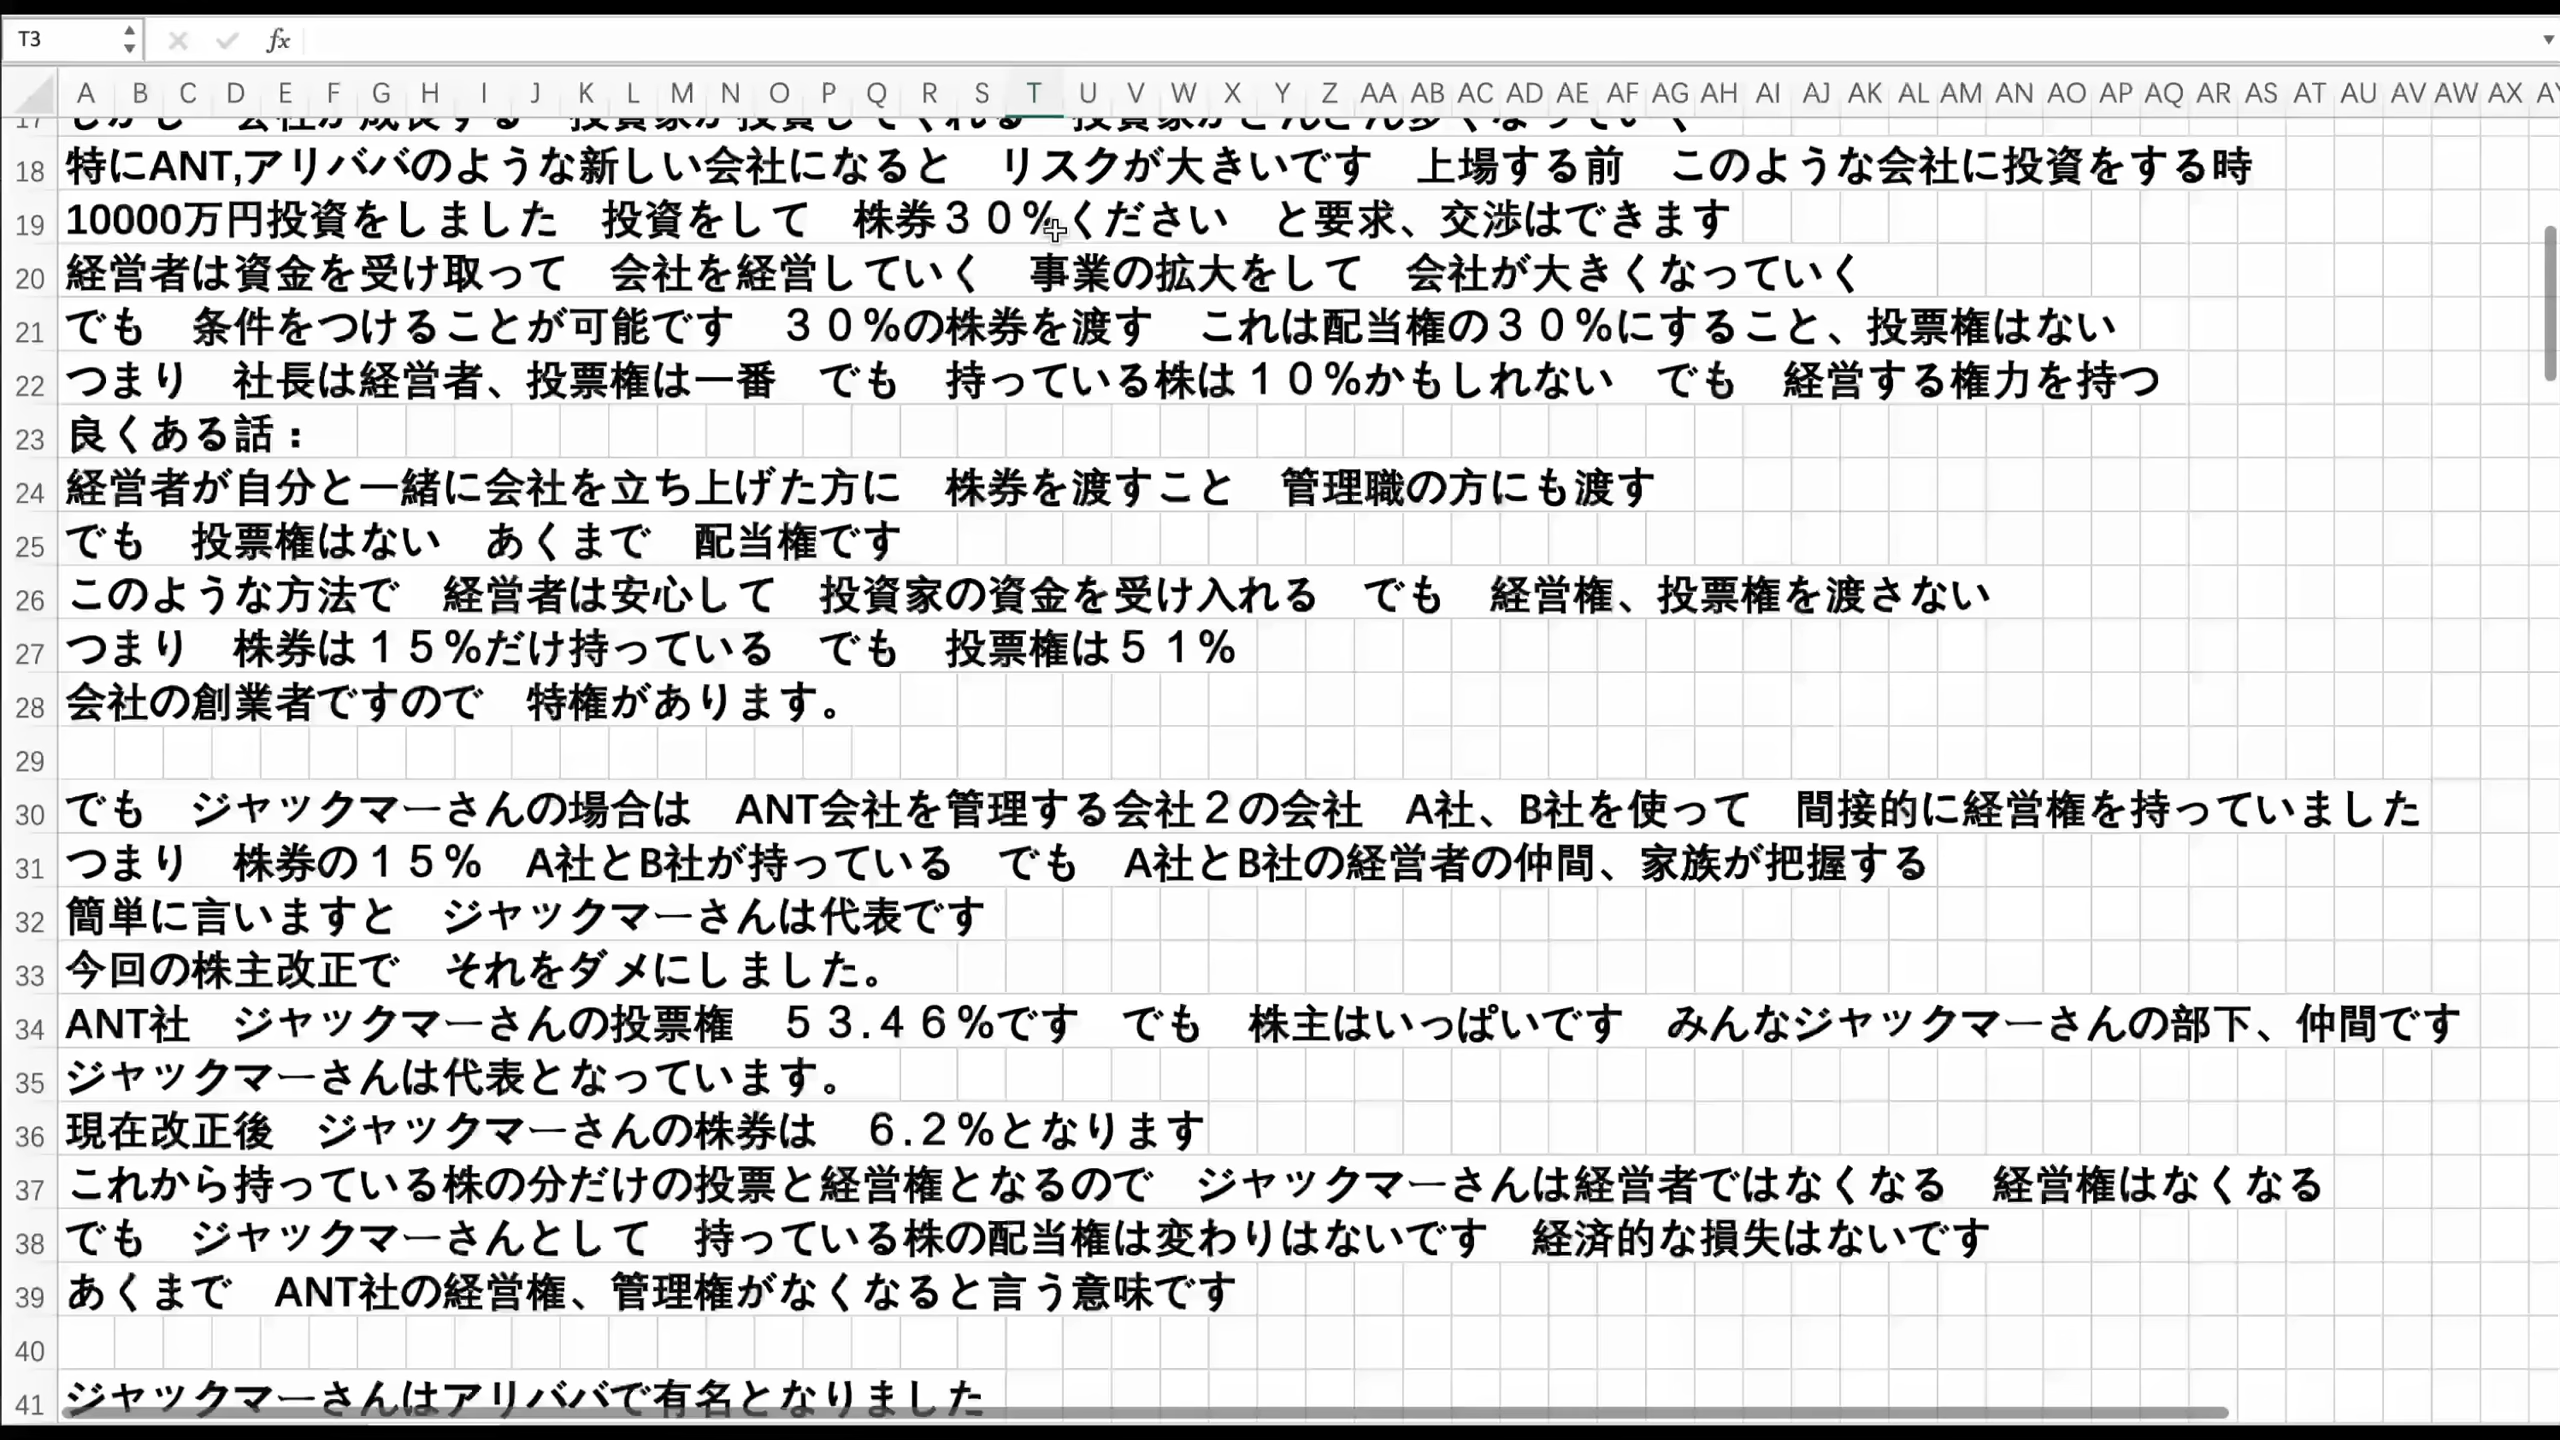 T3
fx
A B C D E F G H I J K L M N O P Q R S T U V W X Y Z AA AB AC AD AE AF AG AH AI AJ AK AL AM AN AO AP AQ AR AS AT AU AV AW AX
17 しかし　会社が成長する　投資家が投資してくれる　投資家がどんどん多くなっていく
18 特にANT,アリババのような新しい会社になると　リスクが大きいです　上場する前　このような会社に投資をする時
19 10000万円投資をしました　投資をして　株券３０%ください　と要求、交渉はできます
20 経営者は資金を受け取って　会社を経営していく　事業の拡大をして　会社が大きくなっていく
21 でも　条件をつけることが可能です　３０%の株券を渡す　これは配当権の３０%にすること、投票権はない
22 つまり　社長は経営者、投票権は一番　でも　持っている株は１０%かもしれない　でも　経営する権力を持つ
23 良くある話：
24 経営者が自分と一緒に会社を立ち上げた方に　株券を渡すこと　管理職の方にも渡す
25 でも　投票権はない　あくまで　配当権です
26 このような方法で　経営者は安心して　投資家の資金を受け入れる　でも　経営権、投票権を渡さない
27 つまり　株券は１５%だけ持っている　でも　投票権は５１%
28 会社の創業者ですので　特権があります。
29
30 でも　ジャックマーさんの場合は　ANT会社を管理する会社２の会社　A社、B社を使って　間接的に経営権を持っていました
31 つまり　株券の１５%　A社とB社が持っている　でも　A社とB社の経営者の仲間、家族が把握する
32 簡単に言いますと　ジャックマーさんは代表です
33 今回の株主改正で　それをダメにしました。
34 ANT社　ジャックマーさんの投票権　５３.４６%です　でも　株主はいっぱいです　みんなジャックマーさんの部下、仲間です
35 ジャックマーさんは代表となっています。
36 現在改正後　ジャックマーさんの株券は　６.２%となります
37 これから持っている株の分だけの投票と経営権となるので　ジャックマーさんは経営者ではなくなる　経営権はなくなる
38 でも　ジャックマーさんとして　持っている株の配当権は変わりはないです　経済的な損失はないです
39 あくまで　ANT社の経営権、管理権がなくなると言う意味です
40
41 ジャックマーさんはアリババで有名となりました